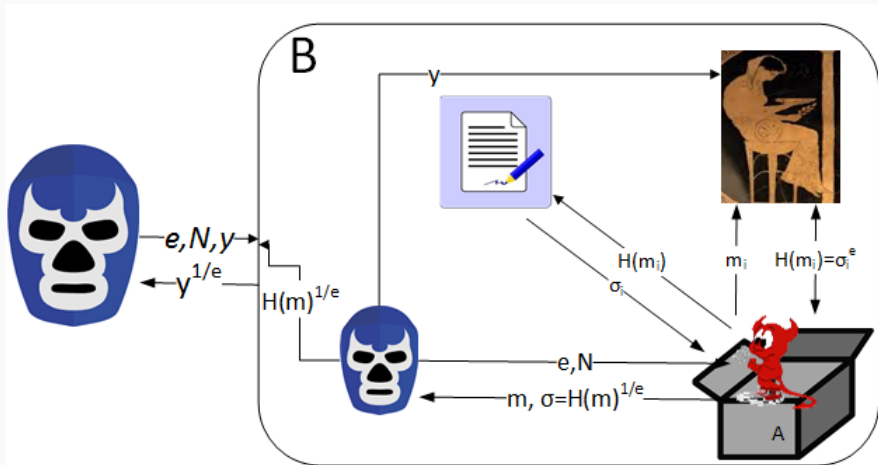 B
y
e,N,y
y^{1/e}
H(m)^{1/e}
H(m_i)
σ_i
m_i
H(m_i)=σ_i^e
e,N
m, σ=H(m)^{1/e}
A